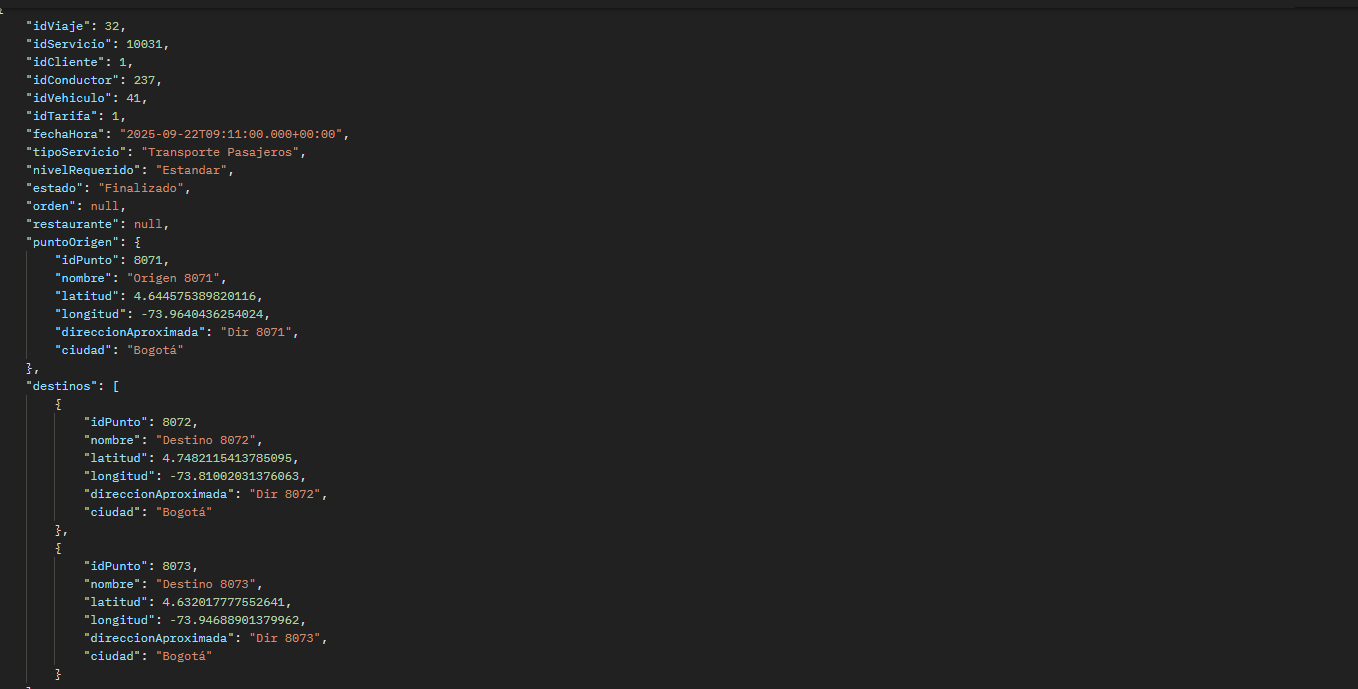 "idViaje": 32,
"idServicio": 10031,
"idCliente": 1,
"idConductor": 237,
"idVehiculo": 41,
"idTarifa": 1,
"fechaHora": "2025-09-22T09:11:00.000+00:00",
"tipoServicio": "Transporte Pasajeros",
"nivelRequerido": "Estandar",
"estado": "Finalizado",
"orden": null,
"restaurante": null,
"puntoOrigen": {
"idPunto": 8071,
"nombre": "Origen 8071",
"latitud": 4.644575389820116,
"longitud": -73.9640436254024,
"direccionAproximada": "Dir 8071",
"ciudad": "Bogotá"
},
"destinos": [
{
"idPunto": 8072,
"nombre": "Destino 8072",
"latitud": 4.7482115413785095,
"longitud": -73.81002031376063,
"direccionAproximada": "Dir 8072",
"ciudad": "Bogotá"
},
{
"idPunto": 8073,
"nombre": "Destino 8073",
"latitud": 4.632017777552641,
"longitud": -73.94688901379962,
"direccionAproximada": "Dir 8073",
"ciudad": "Bogotá"
}